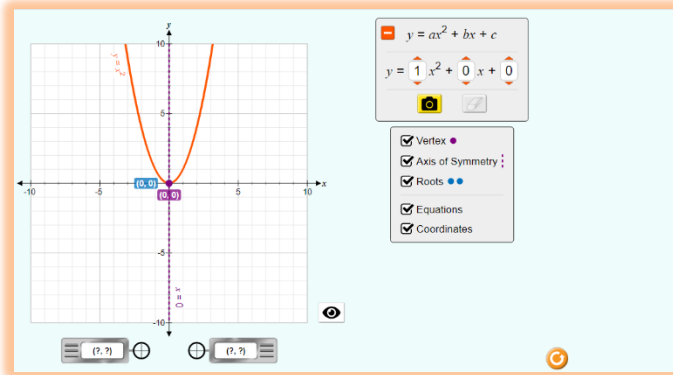 y
10
y = x²
5
(0, 0)
(0, 0)
-10
-5
5
10
x
-5
x = 0
-10
(?, ?)
(?, ?)
y = ax² + bx + c
y = 1 x² + 0 x + 0
Vertex
Axis of Symmetry
Roots
Equations
Coordinates